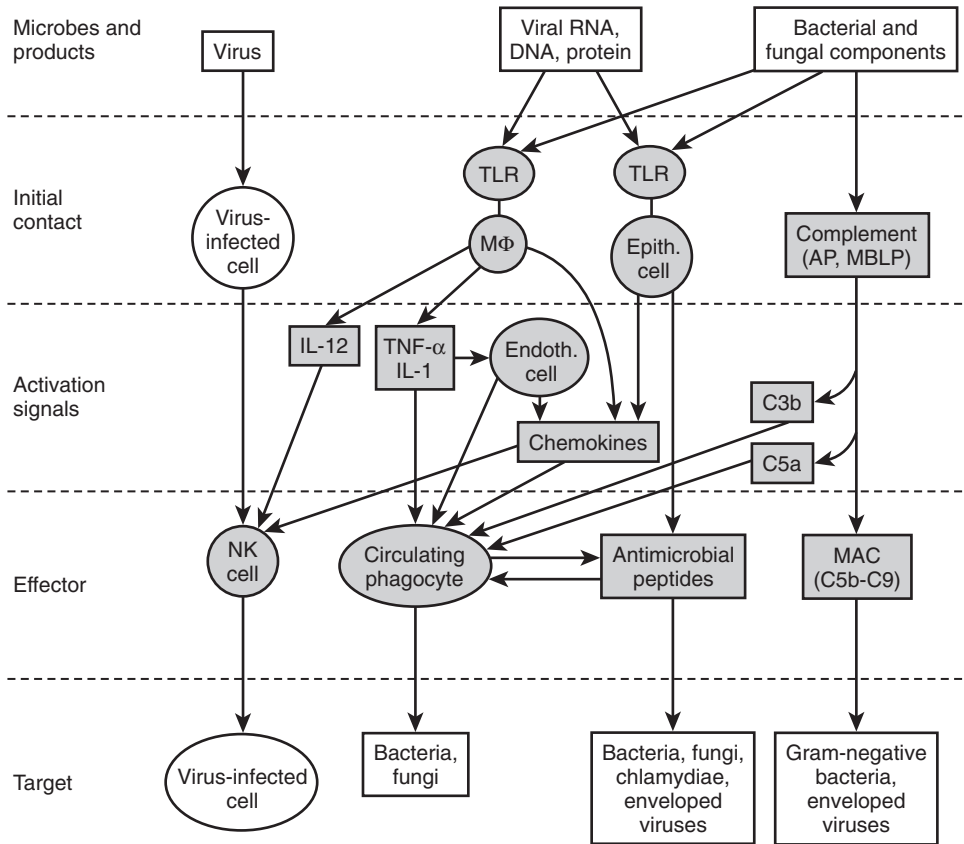 Microbes and
products
Virus
Viral RNA,
DNA, protein
Bacterial and
fungal components
Initial
contact
Virus-
infected
cell
TLR
MΦ
TLR
Epith.
cell
Complement
(AP, MBLP)
Activation
signals
IL-12
TNF-α
IL-1
Endoth.
cell
Chemokines
C3b
C5a
Effector
NK
cell
Circulating
phagocyte
Antimicrobial
peptides
MAC
(C5b-C9)
Target
Virus-infected
cell
Bacteria,
fungi
Bacteria, fungi,
chlamydiae,
enveloped
viruses
Gram-negative
bacteria,
enveloped
viruses